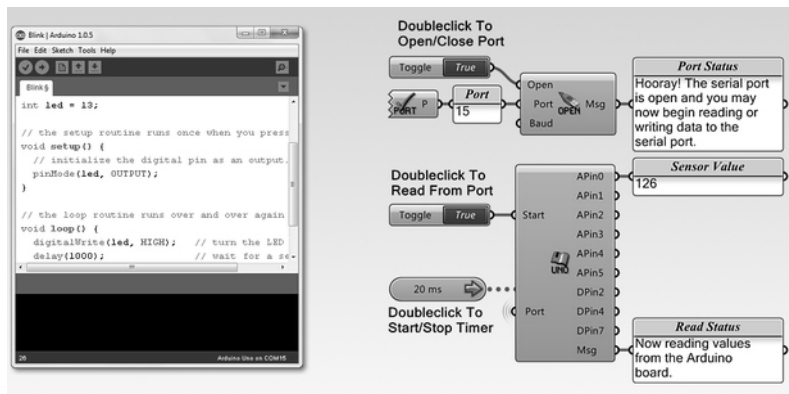 Blink | Arduino 1.0.5
File Edit Sketch Tools Help
Blink §
int led = 13;
// the setup routine runs once when you press
void setup() {
// initialize the digital pin as an output.
pinMode(led, OUTPUT);
}
// the loop routine runs over and over again
void loop() {
digitalWrite(led, HIGH); // turn the LED
delay(1000); // wait for a se
26
Arduino Uno on COM15
Doubleclick To
Open/Close Port
Toggle True
PORT P
Port
15
Open
Port
Baud
OPEN
Msg
Port Status
Hooray! The serial port
is open and you may
now begin reading or
writing data to the
serial port.
Doubleclick To
Read From Port
Toggle True
20 ms
Doubleclick To
Start/Stop Timer
Start
Port
UNO
APin0
APin1
APin2
APin3
APin4
APin5
DPin2
DPin4
DPin7
Msg
Sensor Value
126
Read Status
Now reading values
from the Arduino
board.